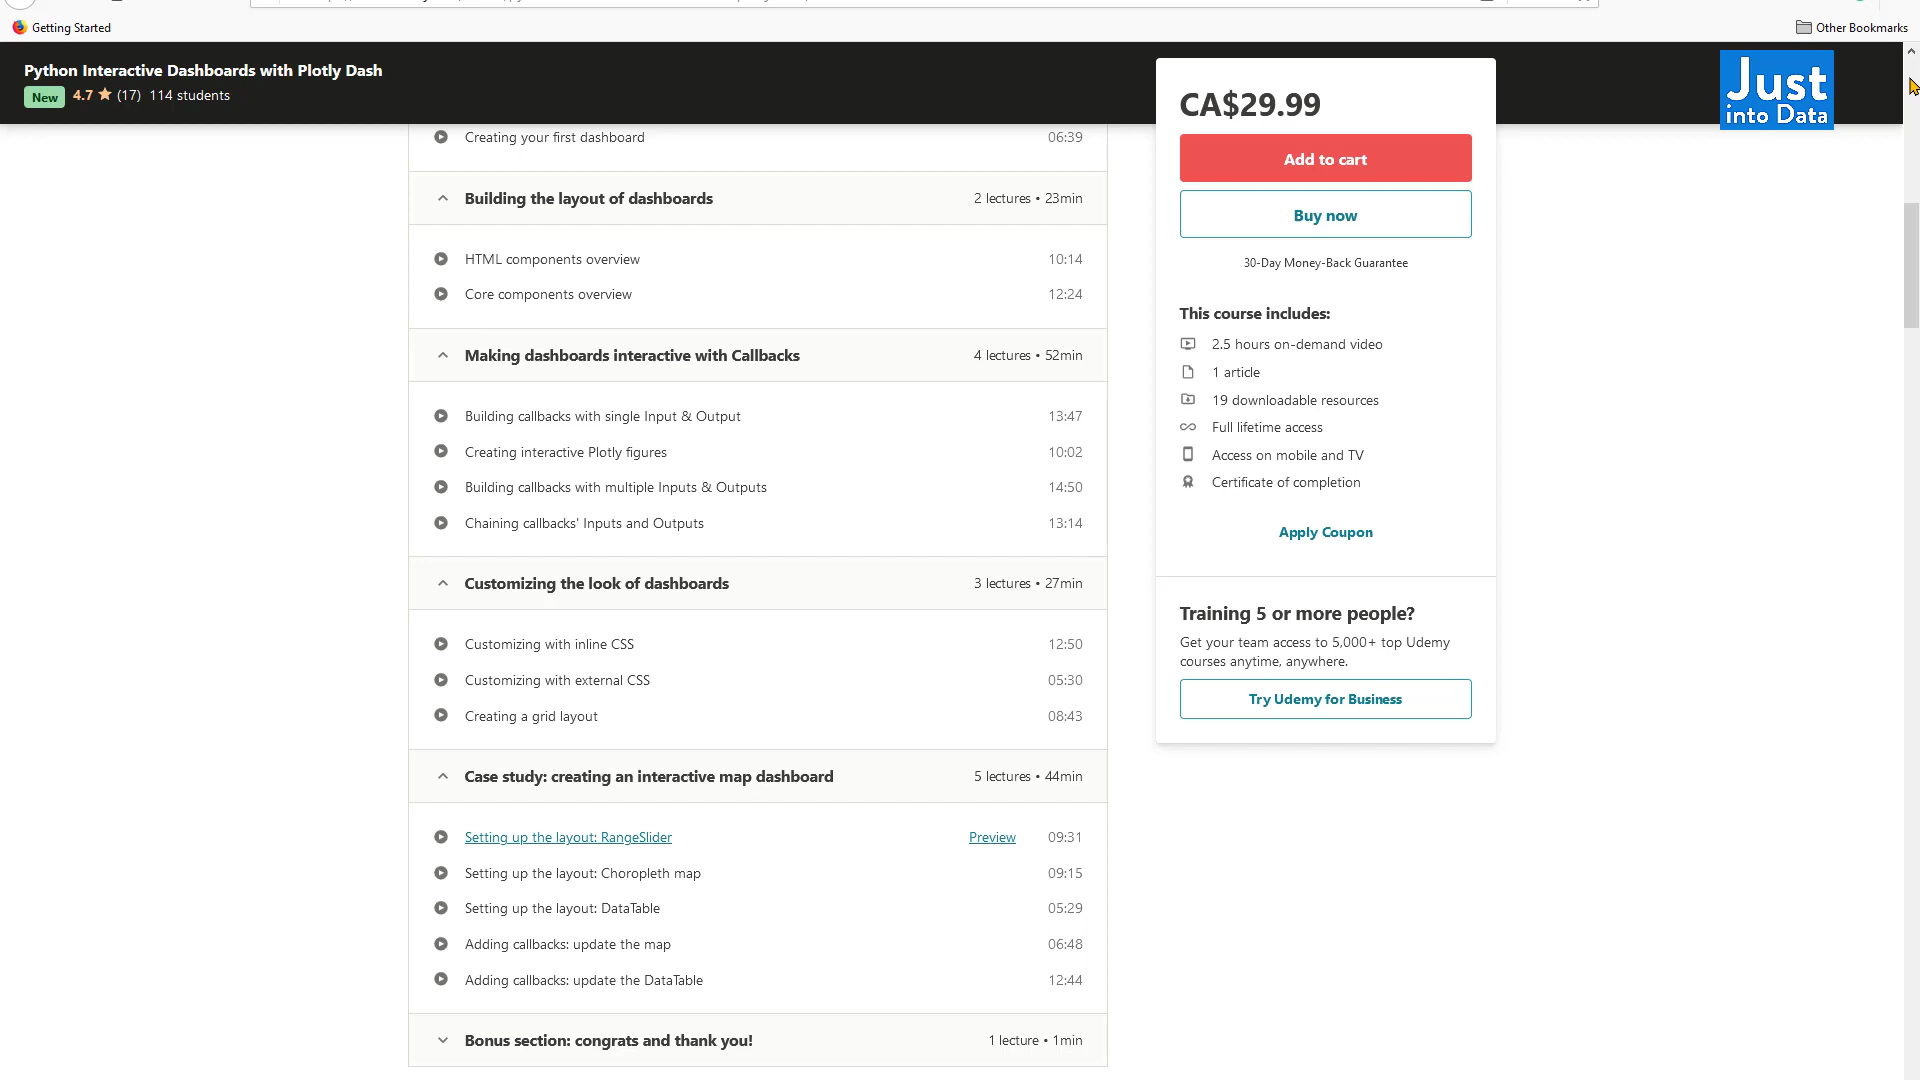 Getting Started
Other Bookmarks
Python Interactive Dashboards with Plotly Dash
New 4.7 (17) 114 students
Just
into Data
Creating your first dashboard 06:39
Building the layout of dashboards 2 lectures • 23min
HTML components overview 10:14
Core components overview 12:24
Making dashboards interactive with Callbacks 4 lectures • 52min
Building callbacks with single Input & Output 13:47
Creating interactive Plotly figures 10:02
Building callbacks with multiple Inputs & Outputs 14:50
Chaining callbacks' Inputs and Outputs 13:14
Customizing the look of dashboards 3 lectures • 27min
Customizing with inline CSS 12:50
Customizing with external CSS 05:30
Creating a grid layout 08:43
Case study: creating an interactive map dashboard 5 lectures • 44min
Setting up the layout: RangeSlider Preview 09:31
Setting up the layout: Choropleth map 09:15
Setting up the layout: DataTable 05:29
Adding callbacks: update the map 06:48
Adding callbacks: update the DataTable 12:44
Bonus section: congrats and thank you! 1 lecture • 1min
CA$29.99
Add to cart
Buy now
30-Day Money-Back Guarantee
This course includes:
2.5 hours on-demand video
1 article
19 downloadable resources
Full lifetime access
Access on mobile and TV
Certificate of completion
Apply Coupon
Training 5 or more people?
Get your team access to 5,000+ top Udemy
courses anytime, anywhere.
Try Udemy for Business